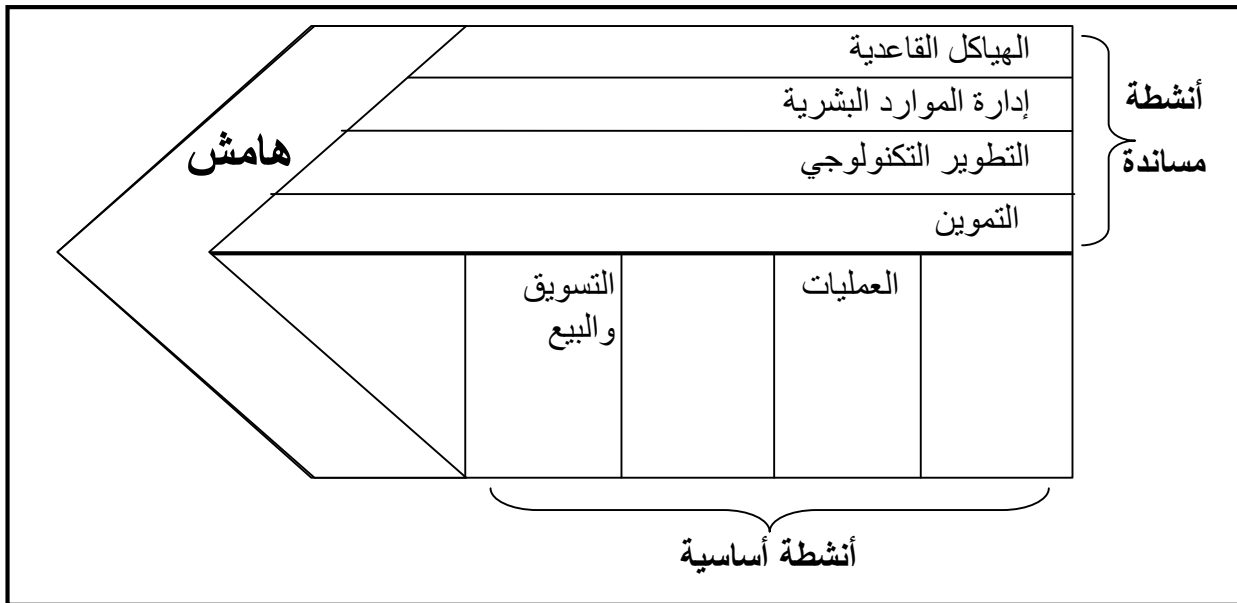 الهياكل القاعدية
إدارة الموارد البشرية
التطوير التكنولوجي
التموين
أنشطة
مساندة
هامش
العمليات
التسويق
والبيع
أنشطة أساسية